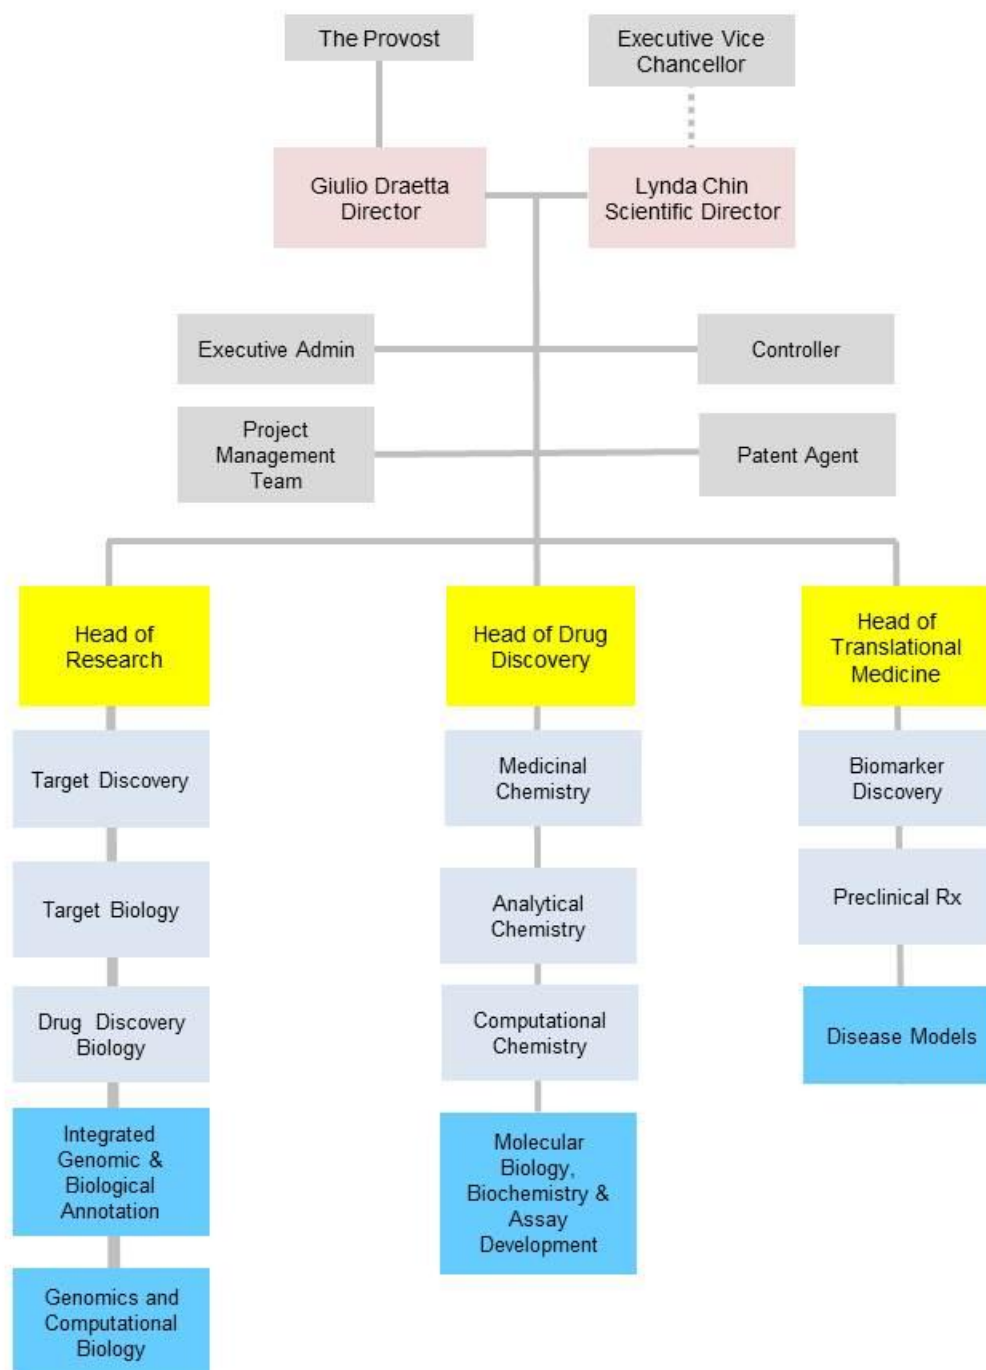 The Provost
Executive Vice
Chancellor
Giulio Draetta
Director
Lynda Chin
Scientific Director
Executive Admin
Controller
Project
Management
Team
Patent Agent
Head of
Research
Head of Drug
Discovery
Head of
Translational
Medicine
Target Discovery
Medicinal
Chemistry
Biomarker
Discovery
Target Biology
Analytical
Chemistry
Preclinical Rx
Drug Discovery
Biology
Computational
Chemistry
Disease Models
Integrated
Genomic &
Biological
Annotation
Molecular
Biology,
Biochemistry &
Assay
Development
Genomics and
Computational
Biology